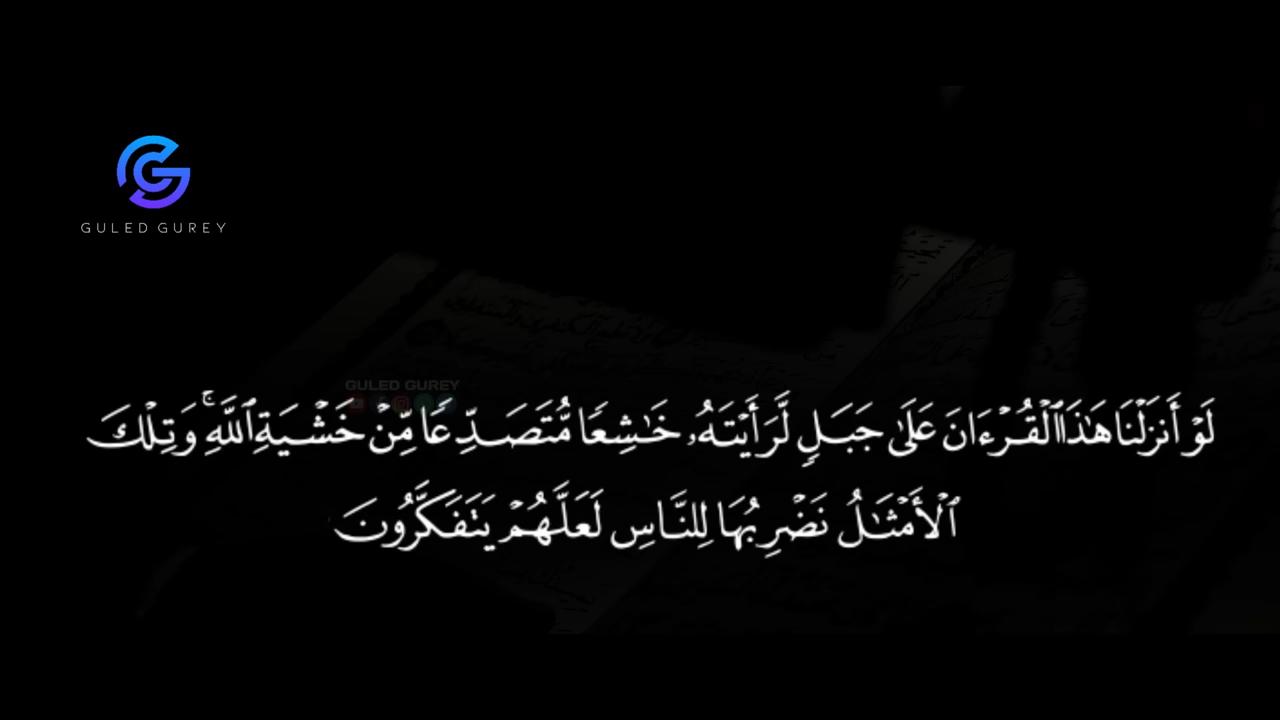 GULED GUREY
GULED GUREY
لَوْ أَنزَلْنَا هَٰذَا ٱلْقُرْءَانَ عَلَىٰ جَبَلٍ لَّرَأَيْتَهُۥ خَٰشِعًا مُّتَصَدِّعًا مِّنْ خَشْيَةِ ٱللَّهِ ۚ وَتِلْكَ
ٱلْأَمْثَٰلُ نَضْرِبُهَا لِلنَّاسِ لَعَلَّهُمْ يَتَفَكَّرُونَ